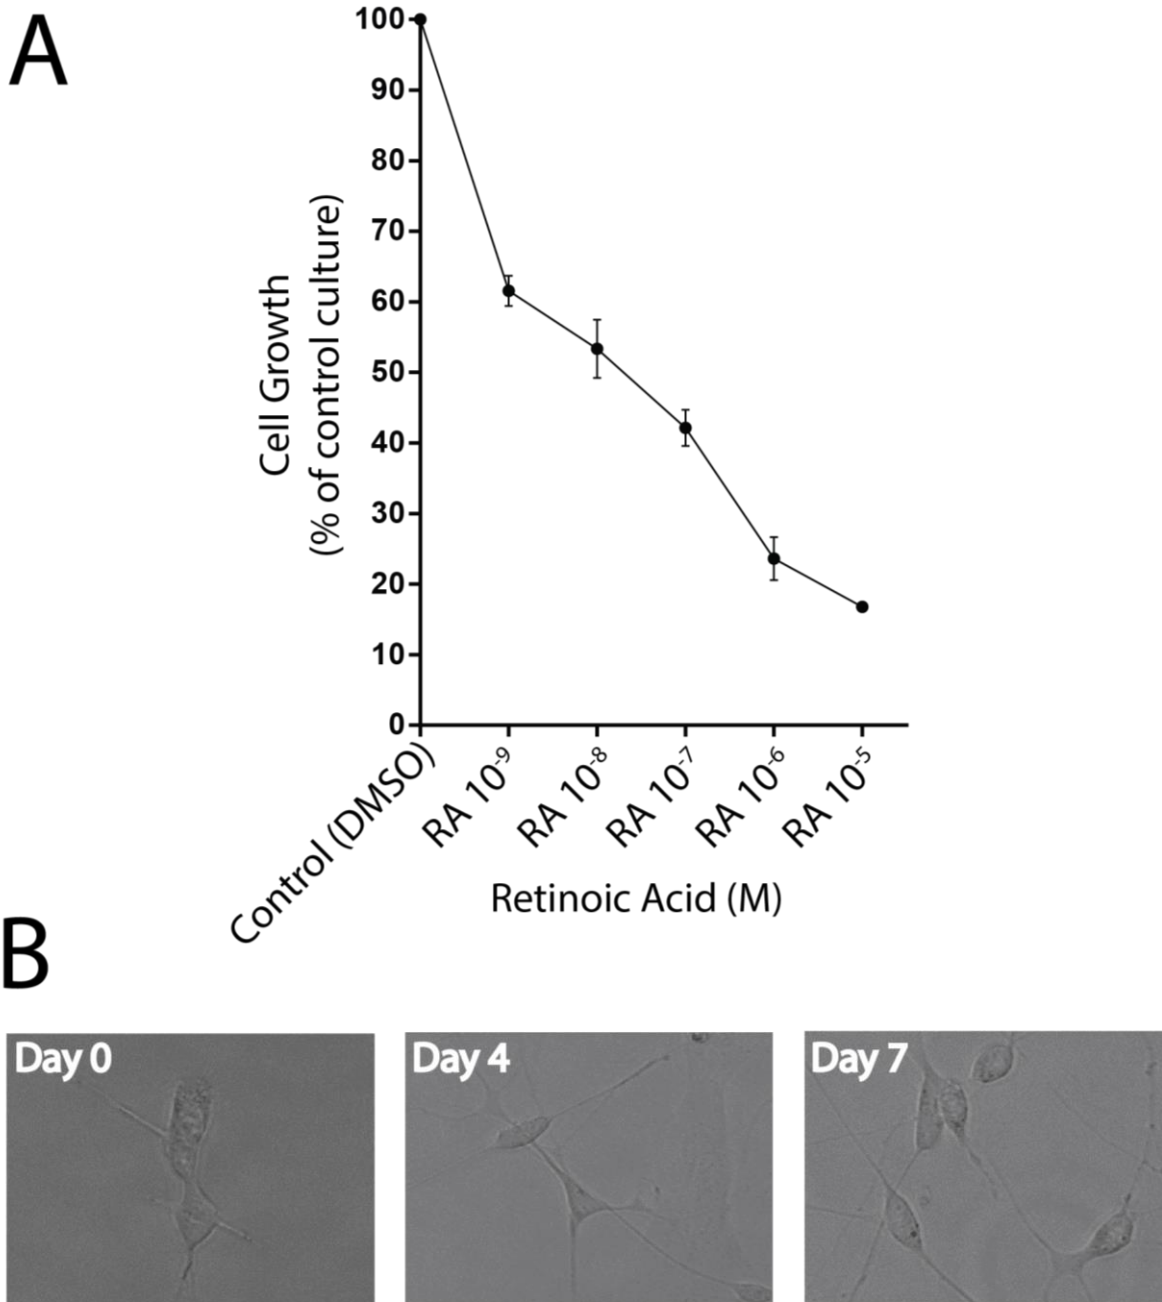 A
100
90
80
70
60
50
40
30
20
10
0
Cell Growth
(% of control culture)
Control (DMSO)
RA 10⁻⁹
RA 10⁻⁸
RA 10⁻⁷
RA 10⁻⁶
RA 10⁻⁵
Retinoic Acid (M)
B
Day 0
Day 4
Day 7